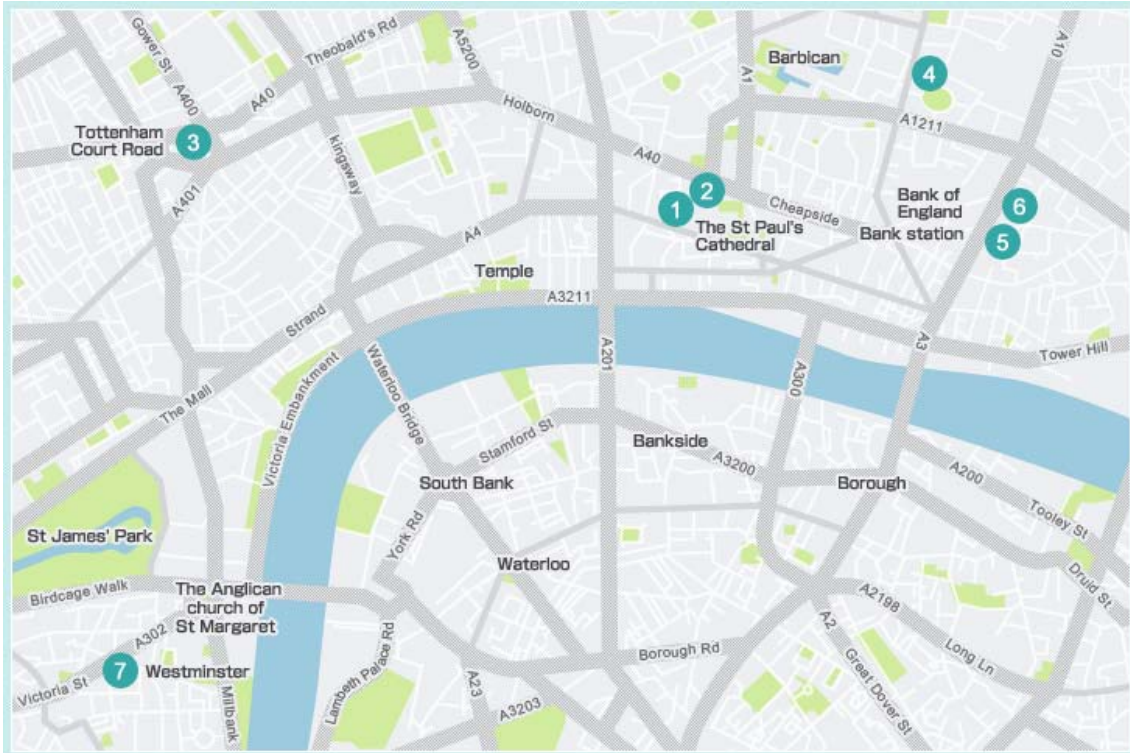 Gower St
A400
A40
Theobald's Rd
A5200
Holborn
A1
Barbican
4
A10
A1211
Tottenham
Court Road
3
A401
kingsway
A40
2
1
Cheapside
The St Paul's
Cathedral
Bank of
England
Bank station
6
5
A4
Temple
A3211
Strand
A3
Tower Hill
The Mall
Victoria Embankment
Waterloo Bridge
A201
A300
Stamford St
Bankside
A3200
South Bank
Borough
A200
Tooley St
St James' Park
York Rd
Waterloo
Druid St
Birdcage Walk
The Anglican
church of
St Margaret
A302
7
Westminster
Victoria St
Millbank
Lambeth Palace Rd
A23
A3203
Borough Rd
A2
Great Dover St
A2198
Long Ln